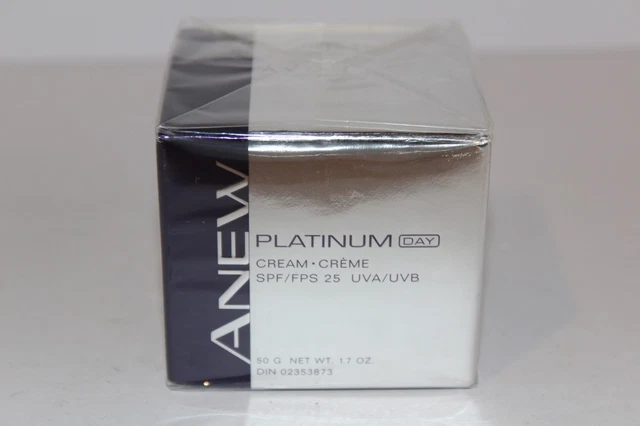 ANEW
PLATINUM DAY
CREAM • CRÈME
SPF/FPS 25 UVA/UVB
50 G NET WT. 1.7 OZ.
DIN 02353873